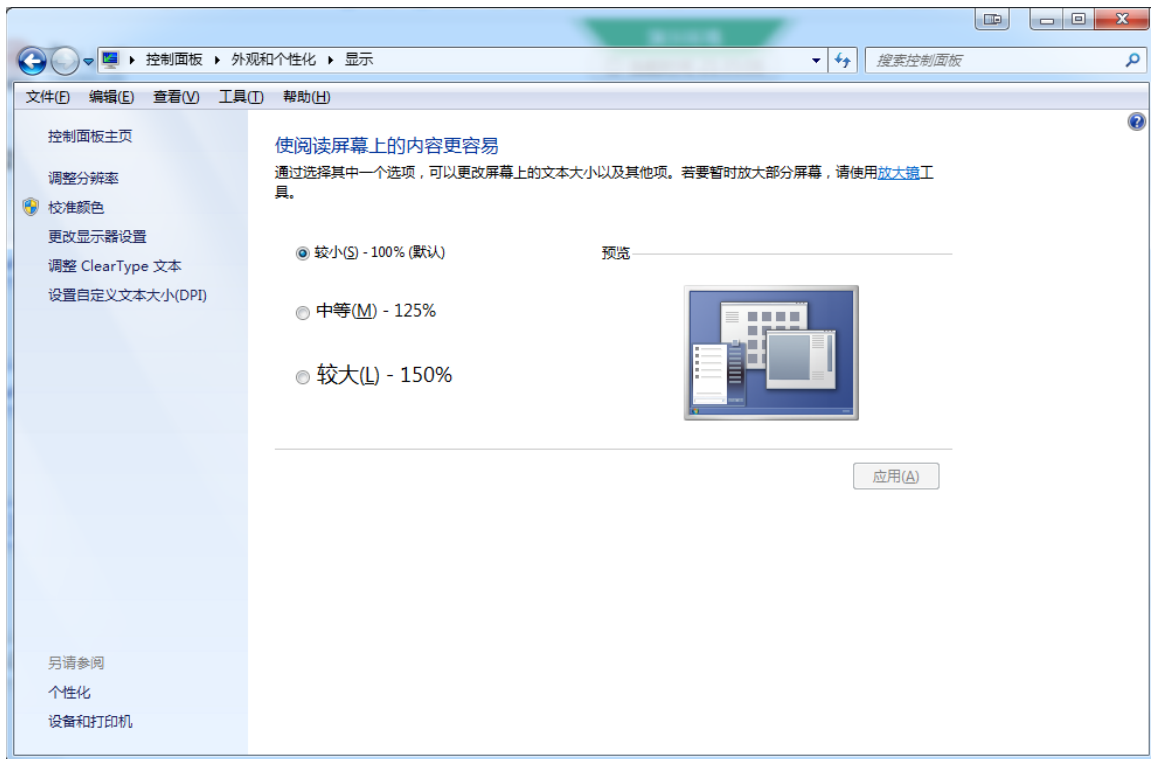 控制面板 ▸ 外观和个性化 ▸ 显示
搜索控制面板
文件(F) 编辑(E) 查看(V) 工具(T) 帮助(H)
控制面板主页
调整分辨率
校准颜色
更改显示器设置
调整 ClearType 文本
设置自定义文本大小(DPI)
另请参阅
个性化
设备和打印机
使阅读屏幕上的内容更容易
通过选择其中一个选项，可以更改屏幕上的文本大小以及其他项。若要暂时放大部分屏幕，请使用放大镜工
具。
较小(S) - 100% (默认)
中等(M) - 125%
较大(L) - 150%
预览
应用(A)